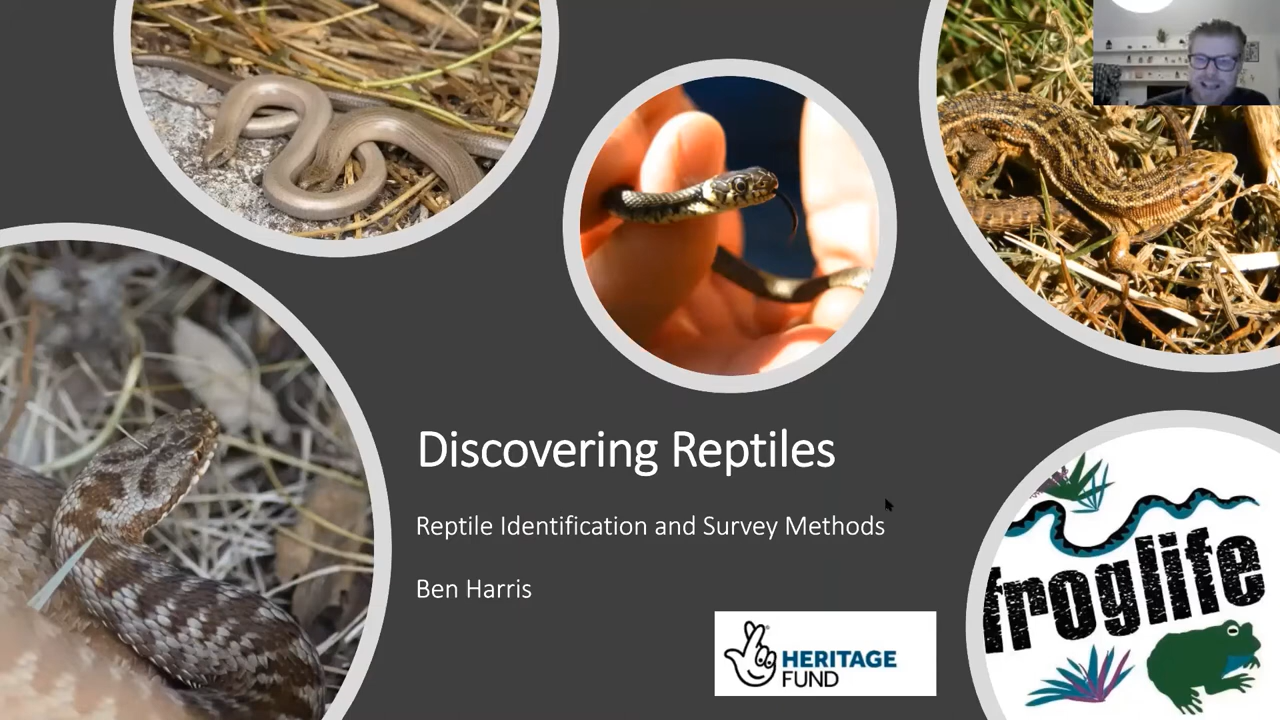 Discovering Reptiles
Reptile Identification and Survey Methods
Ben Harris
HERITAGE
FUND
froglife